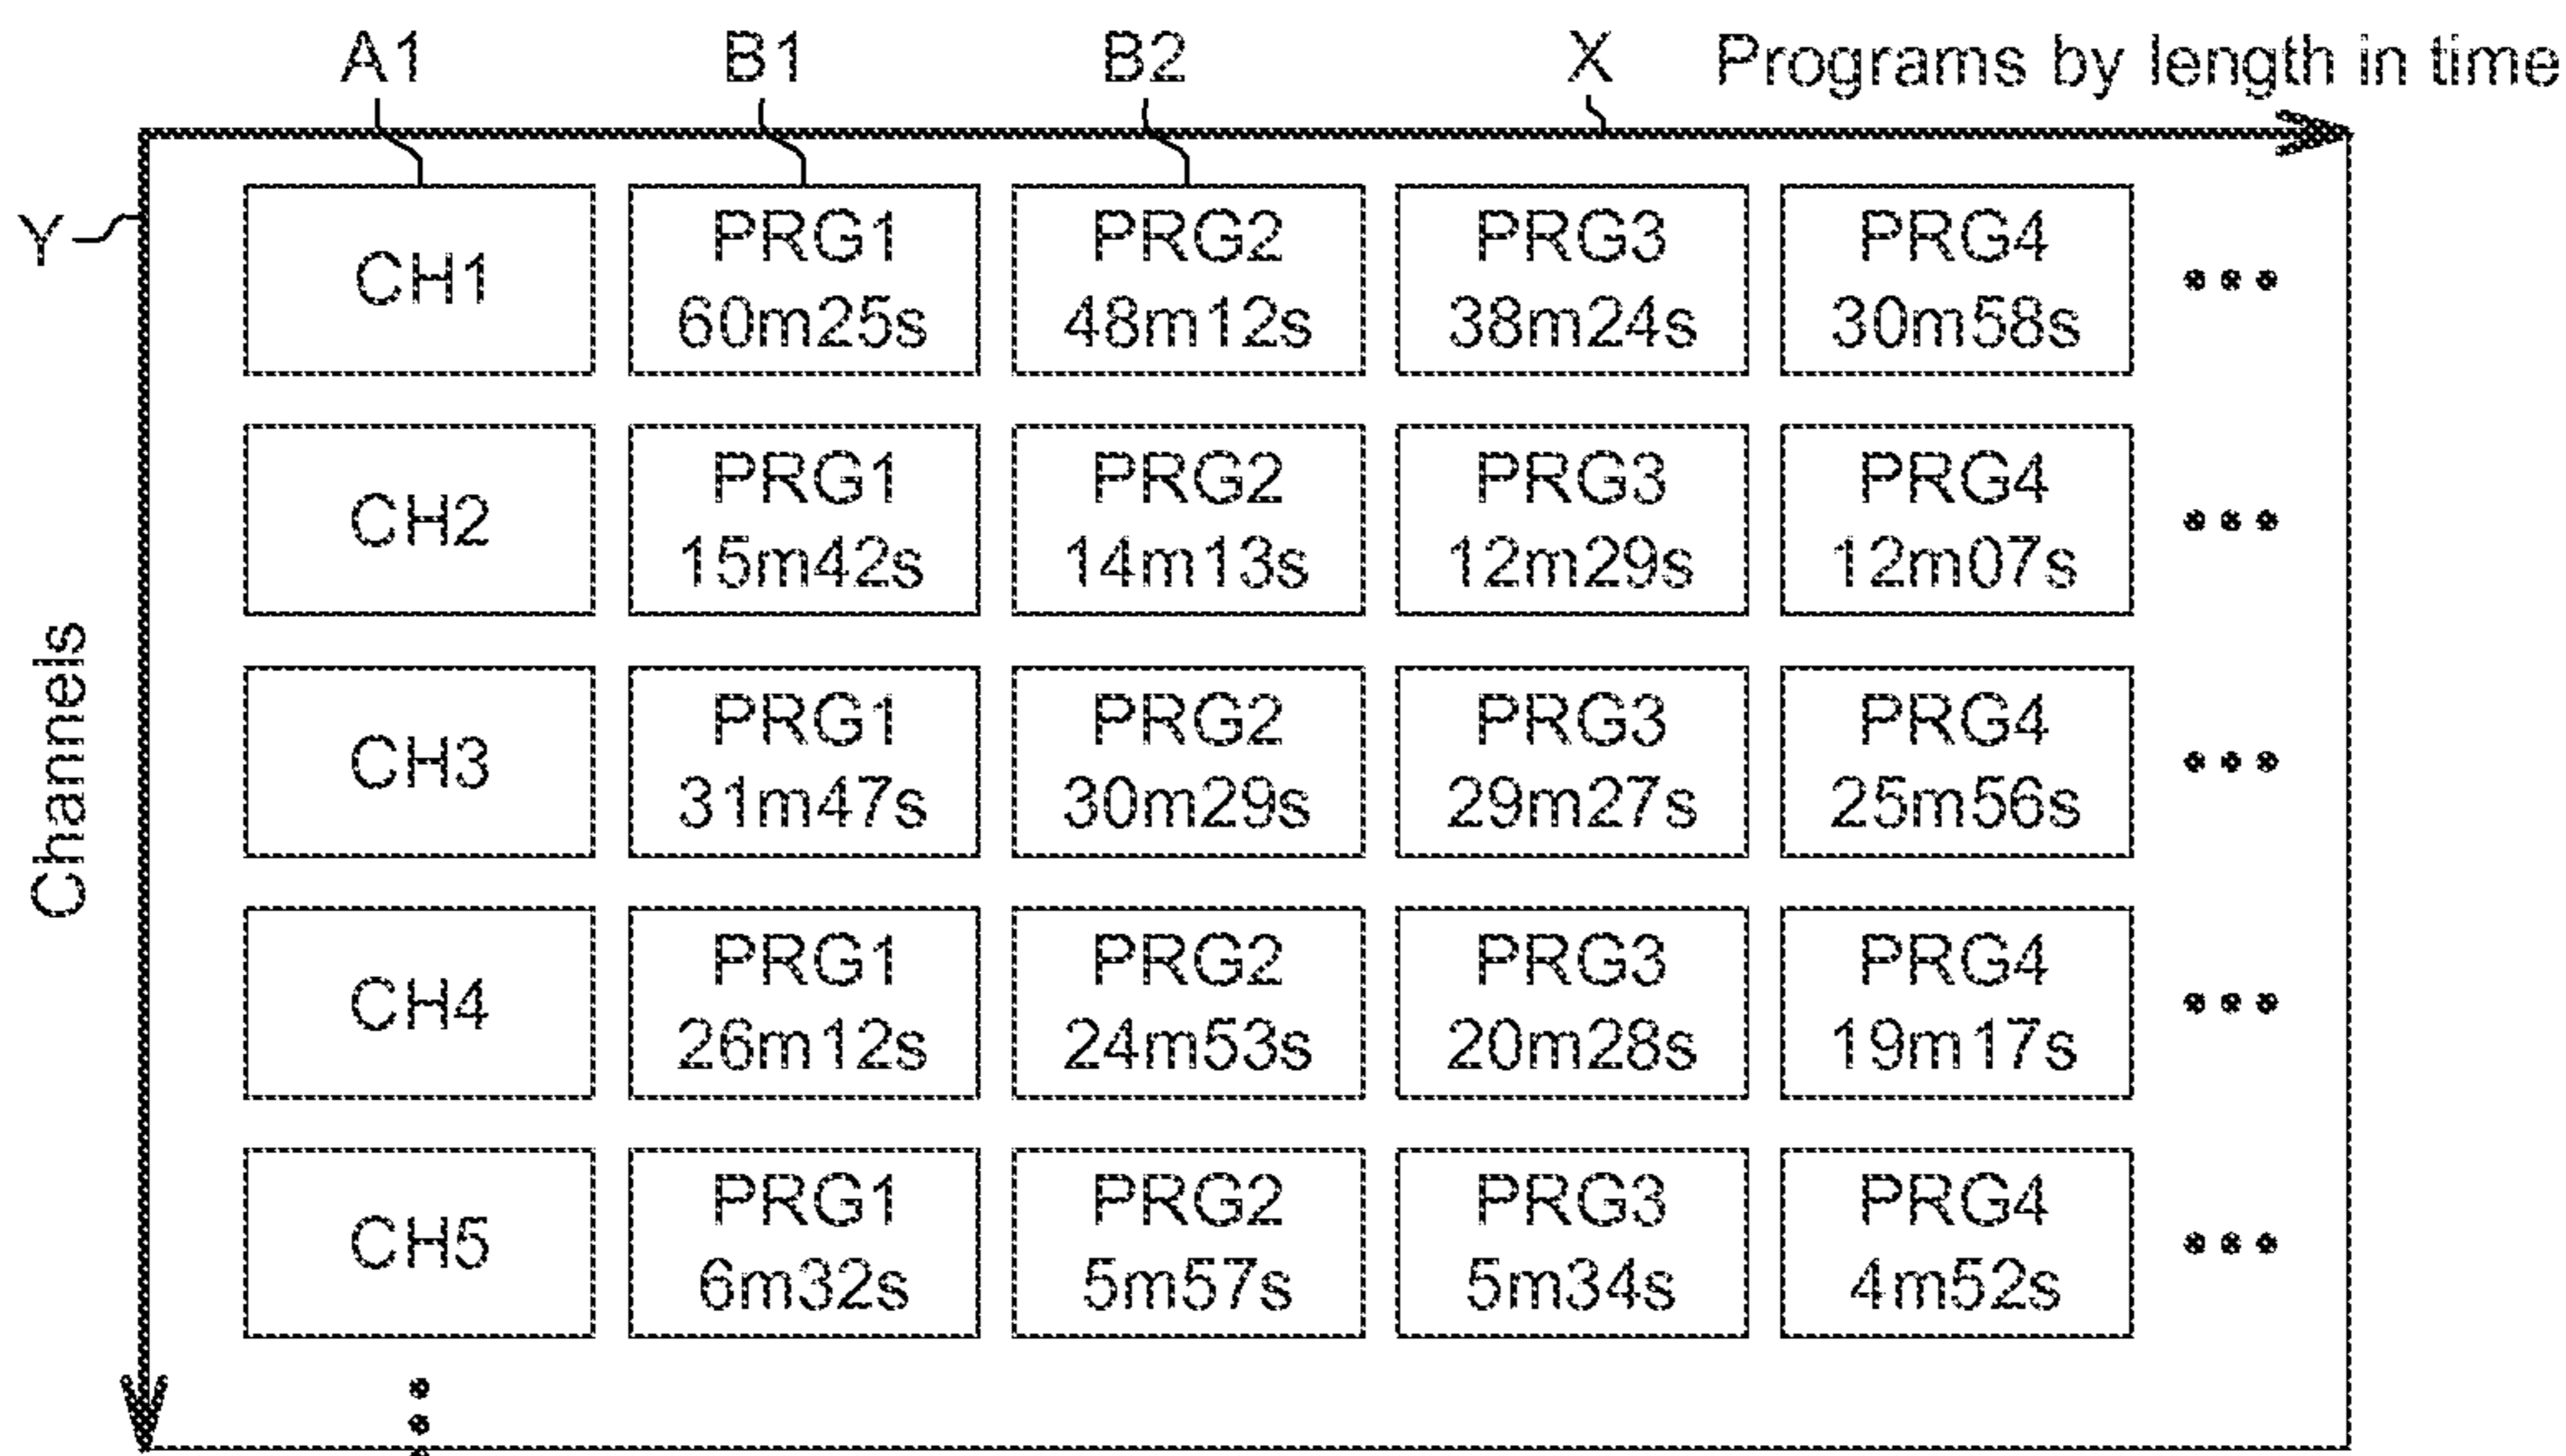 A1
B1
B2
X
Programs by length in time
Y
Channels
CH1
PRG1
60m25s
PRG2
48m12s
PRG3
38m24s
PRG4
30m58s
CH2
PRG1
15m42s
PRG2
14m13s
PRG3
12m29s
PRG4
12m07s
CH3
PRG1
31m47s
PRG2
30m29s
PRG3
29m27s
PRG4
25m56s
CH4
PRG1
26m12s
PRG2
24m53s
PRG3
20m28s
PRG4
19m17s
CH5
PRG1
6m32s
PRG2
5m57s
PRG3
5m34s
PRG4
4m52s